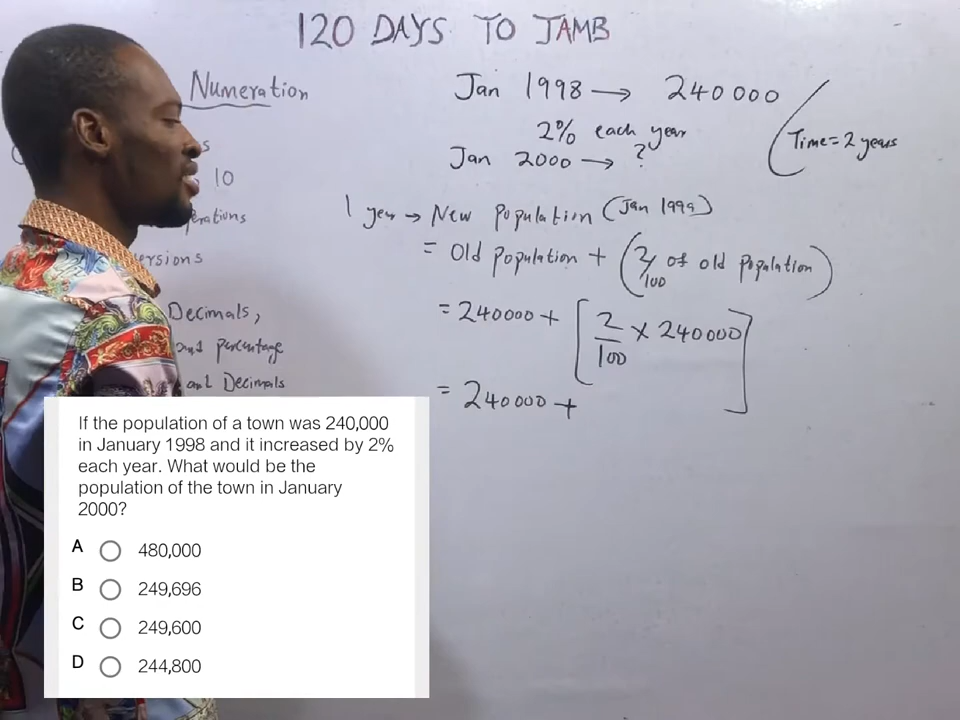 120 DAYS TO JAMB
Numeration
s
10
erations
ersions
Decimals,
and percentage
and Decimals
Jan 1998 → 240 000
2% each year
Jan 2000 → ?
Time = 2 years
1 year → New Population (Jan 1999)
= Old Population + (2/100 of old Population)
= 240000 + [2/100 × 240000]
= 240000 +
If the population of a town was 240,000
in January 1998 and it increased by 2%
each year. What would be the
population of the town in January
2000?
A 480,000
B 249,696
C 249,600
D 244,800